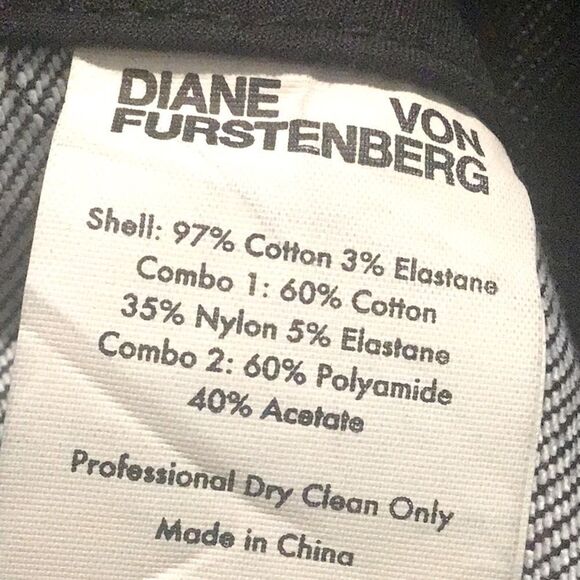 DIANE VON
FURSTENBERG
Shell: 97% Cotton 3% Elastane
Combo 1: 60% Cotton
35% Nylon 5% Elastane
Combo 2: 60% Polyamide
40% Acetate
Professional Dry Clean Only
Made in China